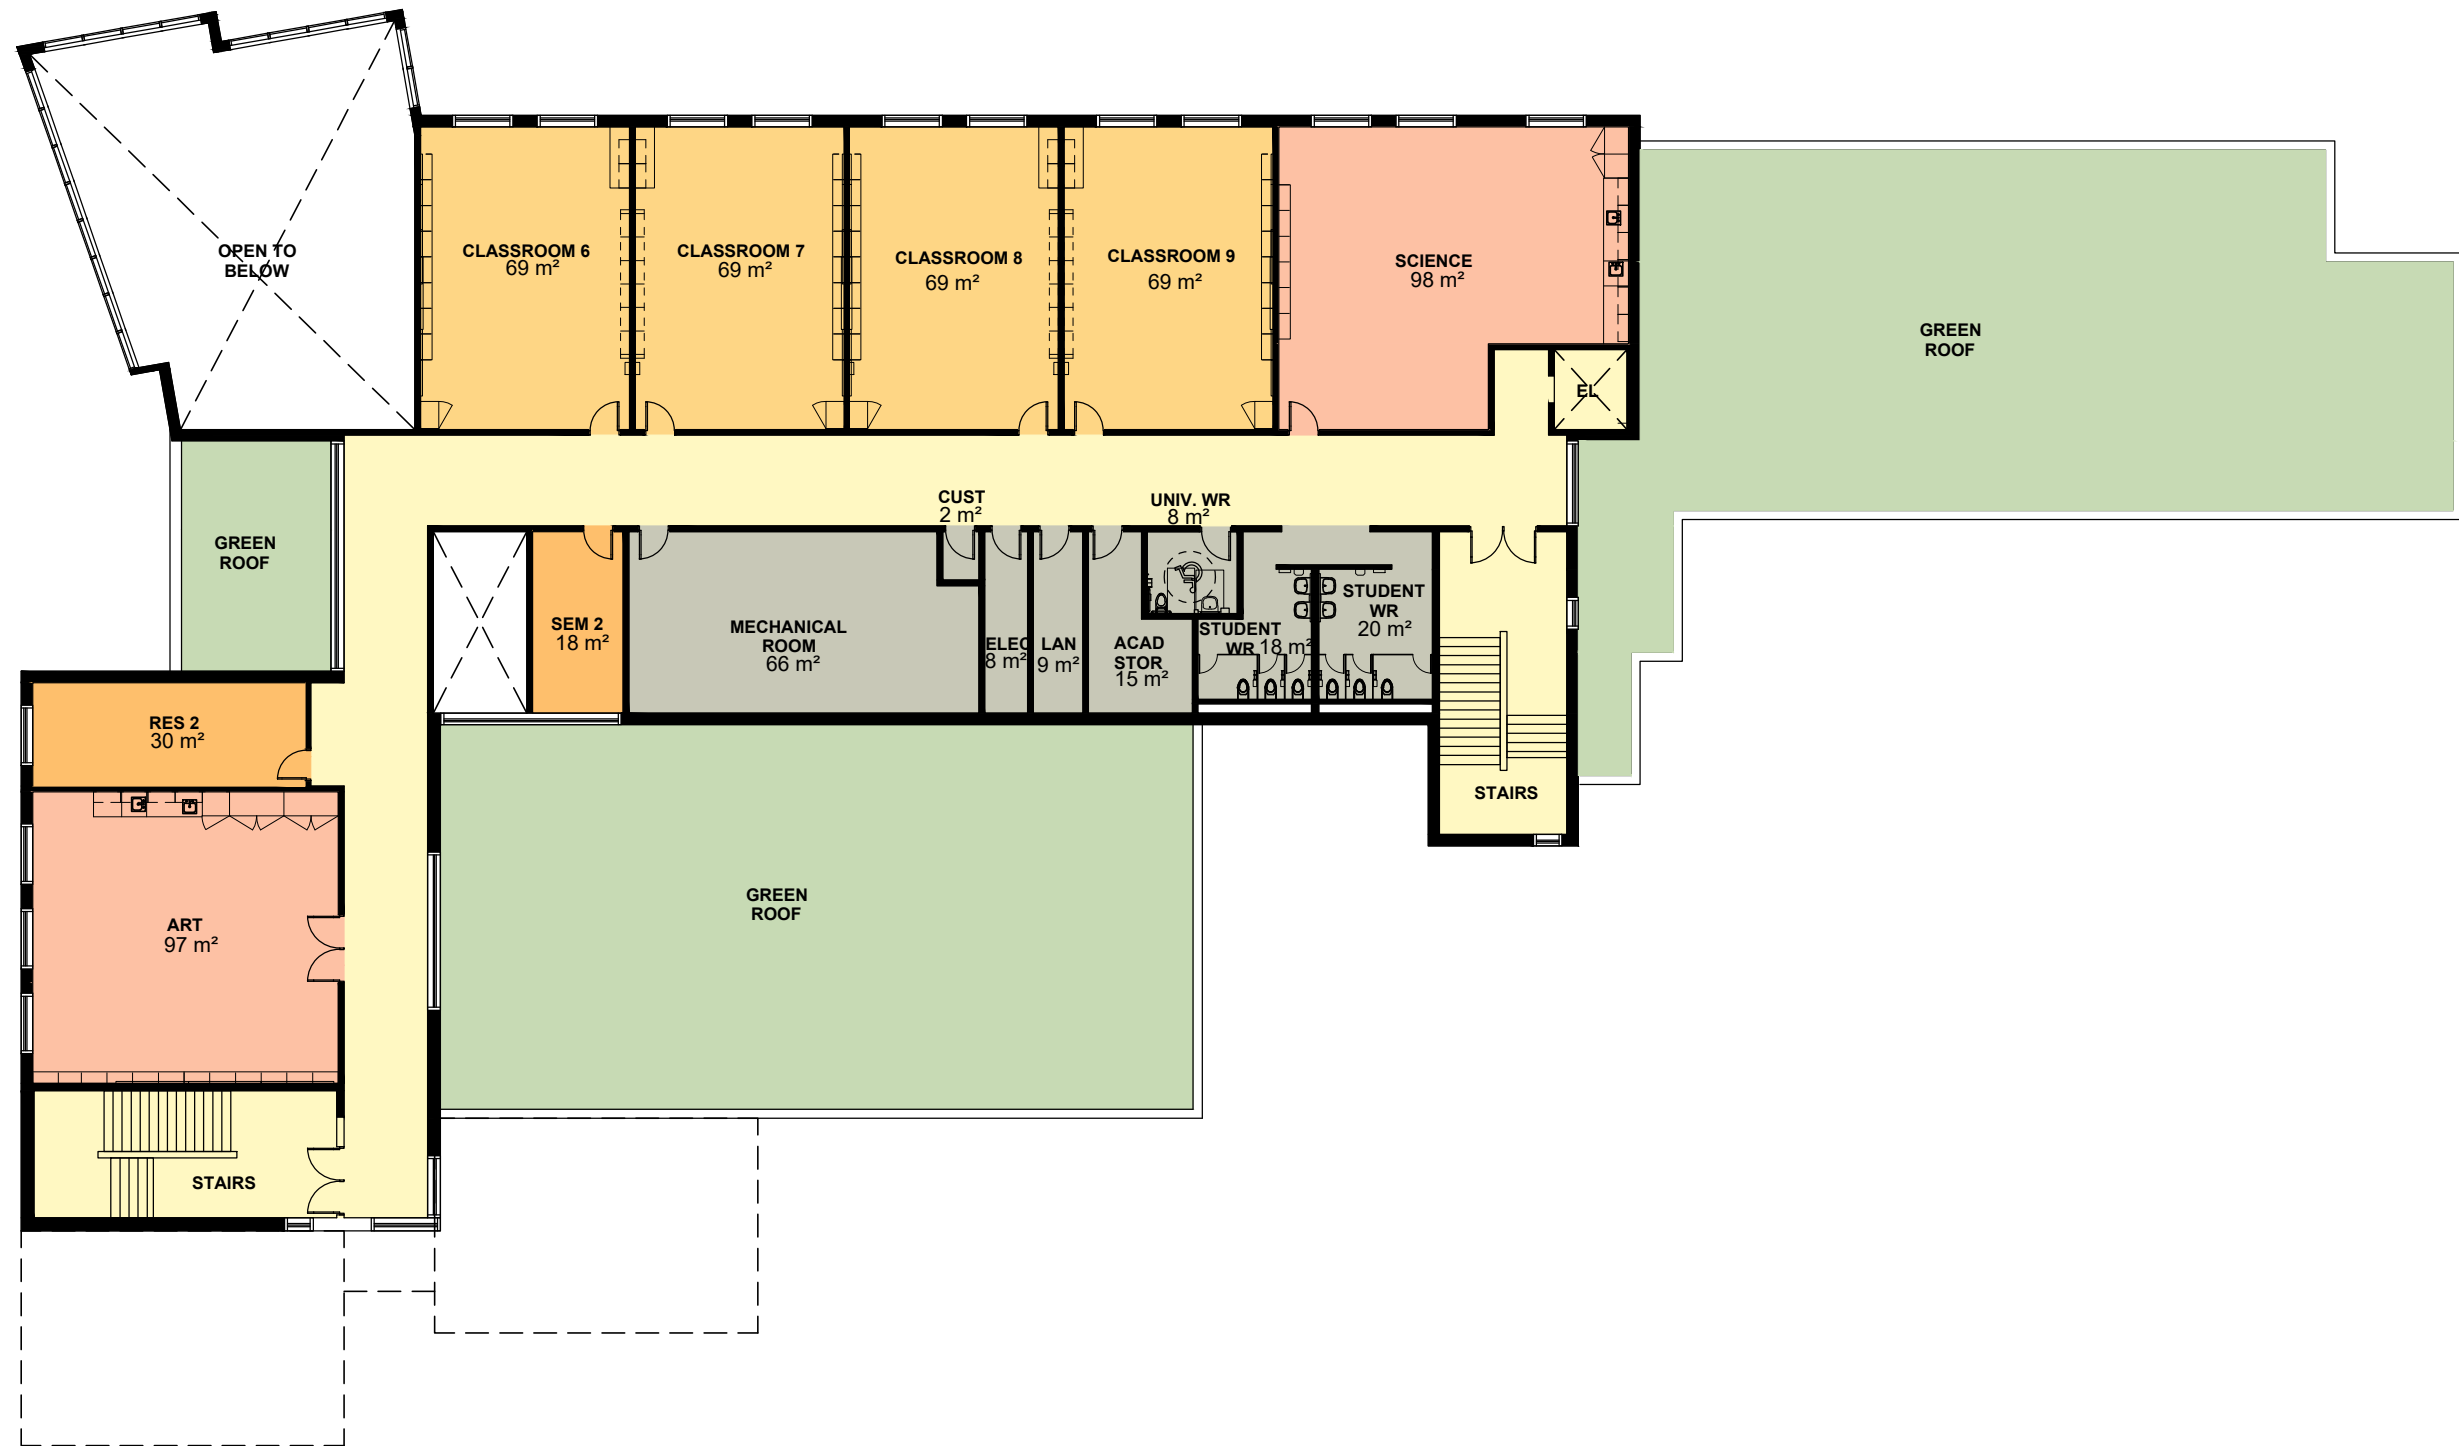 OPEN TO
BELOW
CLASSROOM 6
69 m²
CLASSROOM 7
69 m²
CLASSROOM 8
69 m²
CLASSROOM 9
69 m²
SCIENCE
98 m²
GREEN
ROOF
EL
CUST
2 m²
UNIV. WR
8 m²
GREEN
ROOF
SEM 2
18 m²
MECHANICAL
ROOM
66 m²
ELEC
8 m²
LAN
9 m²
ACAD
STOR
15 m²
STUDENT
WR 18 m²
STUDENT
WR
20 m²
RES 2
30 m²
STAIRS
GREEN
ROOF
ART
97 m²
STAIRS